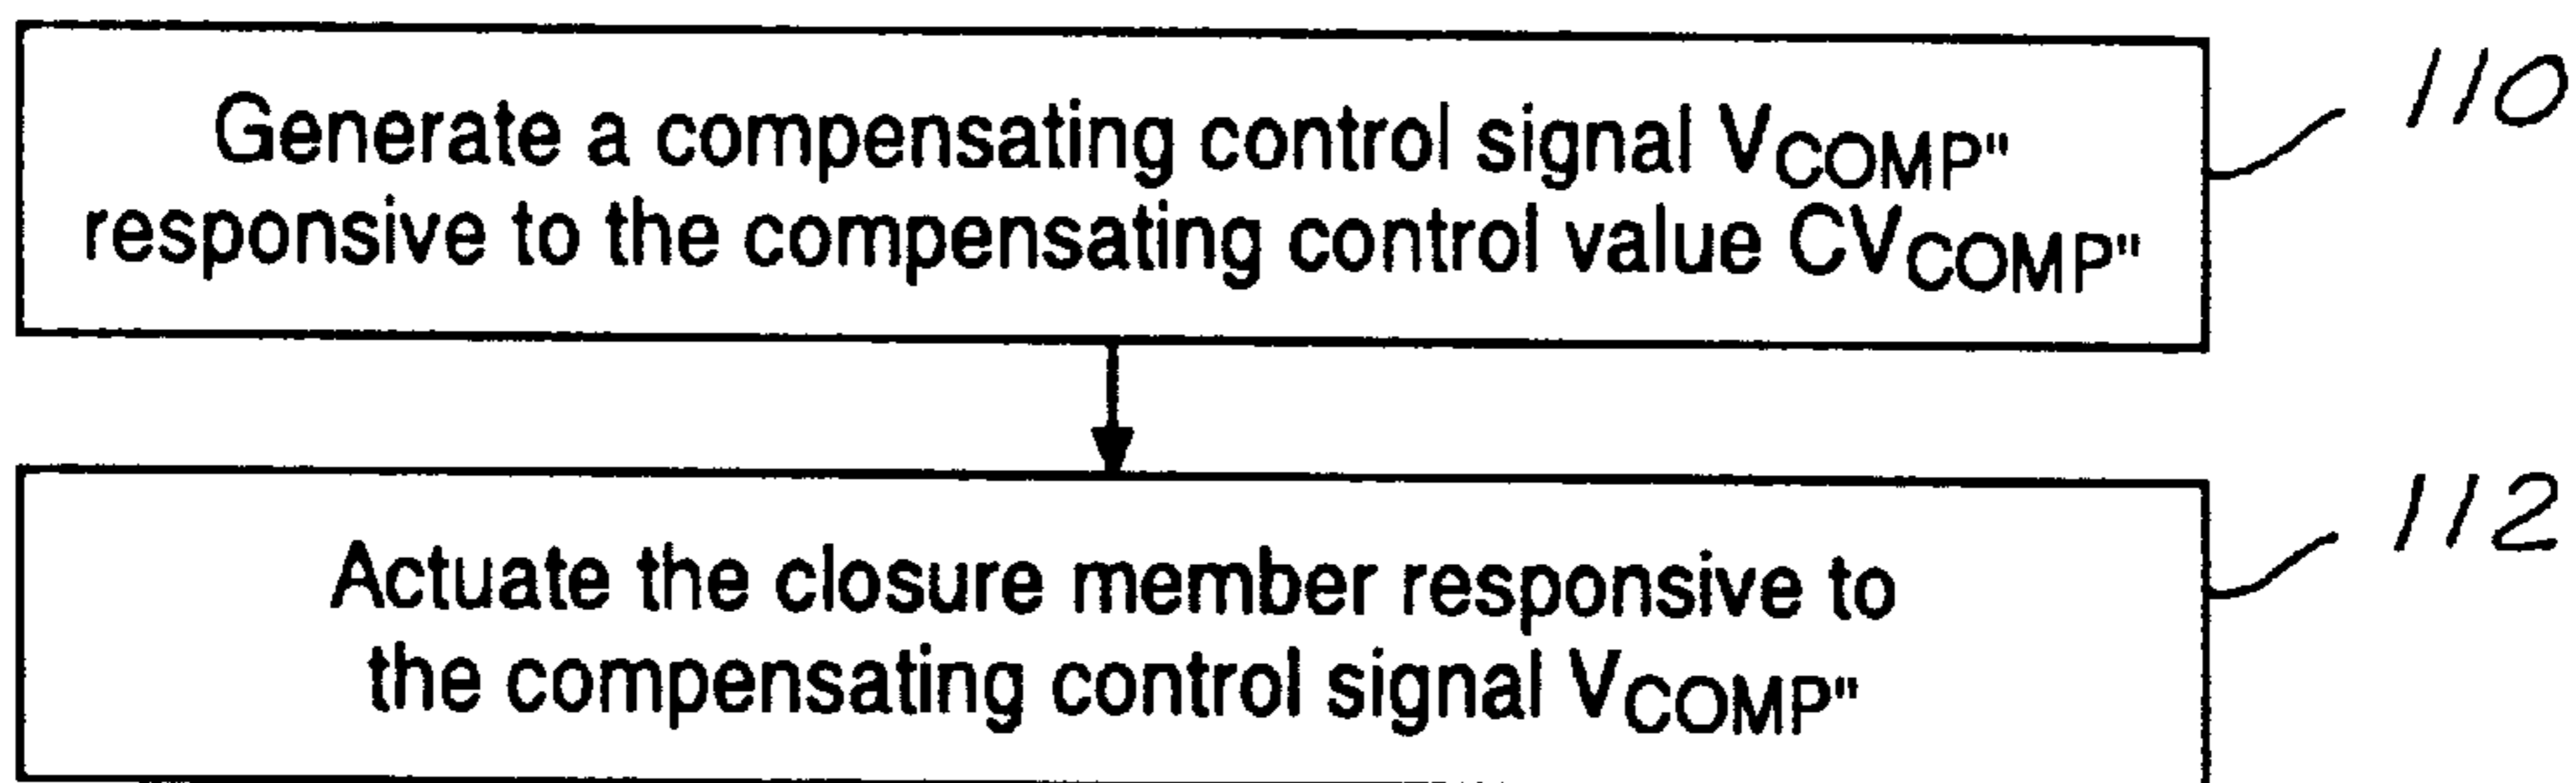 Generate a compensating control signal VCOMP"
responsive to the compensating control value CVCOMP"
110
Actuate the closure member responsive to
the compensating control signal VCOMP"
112